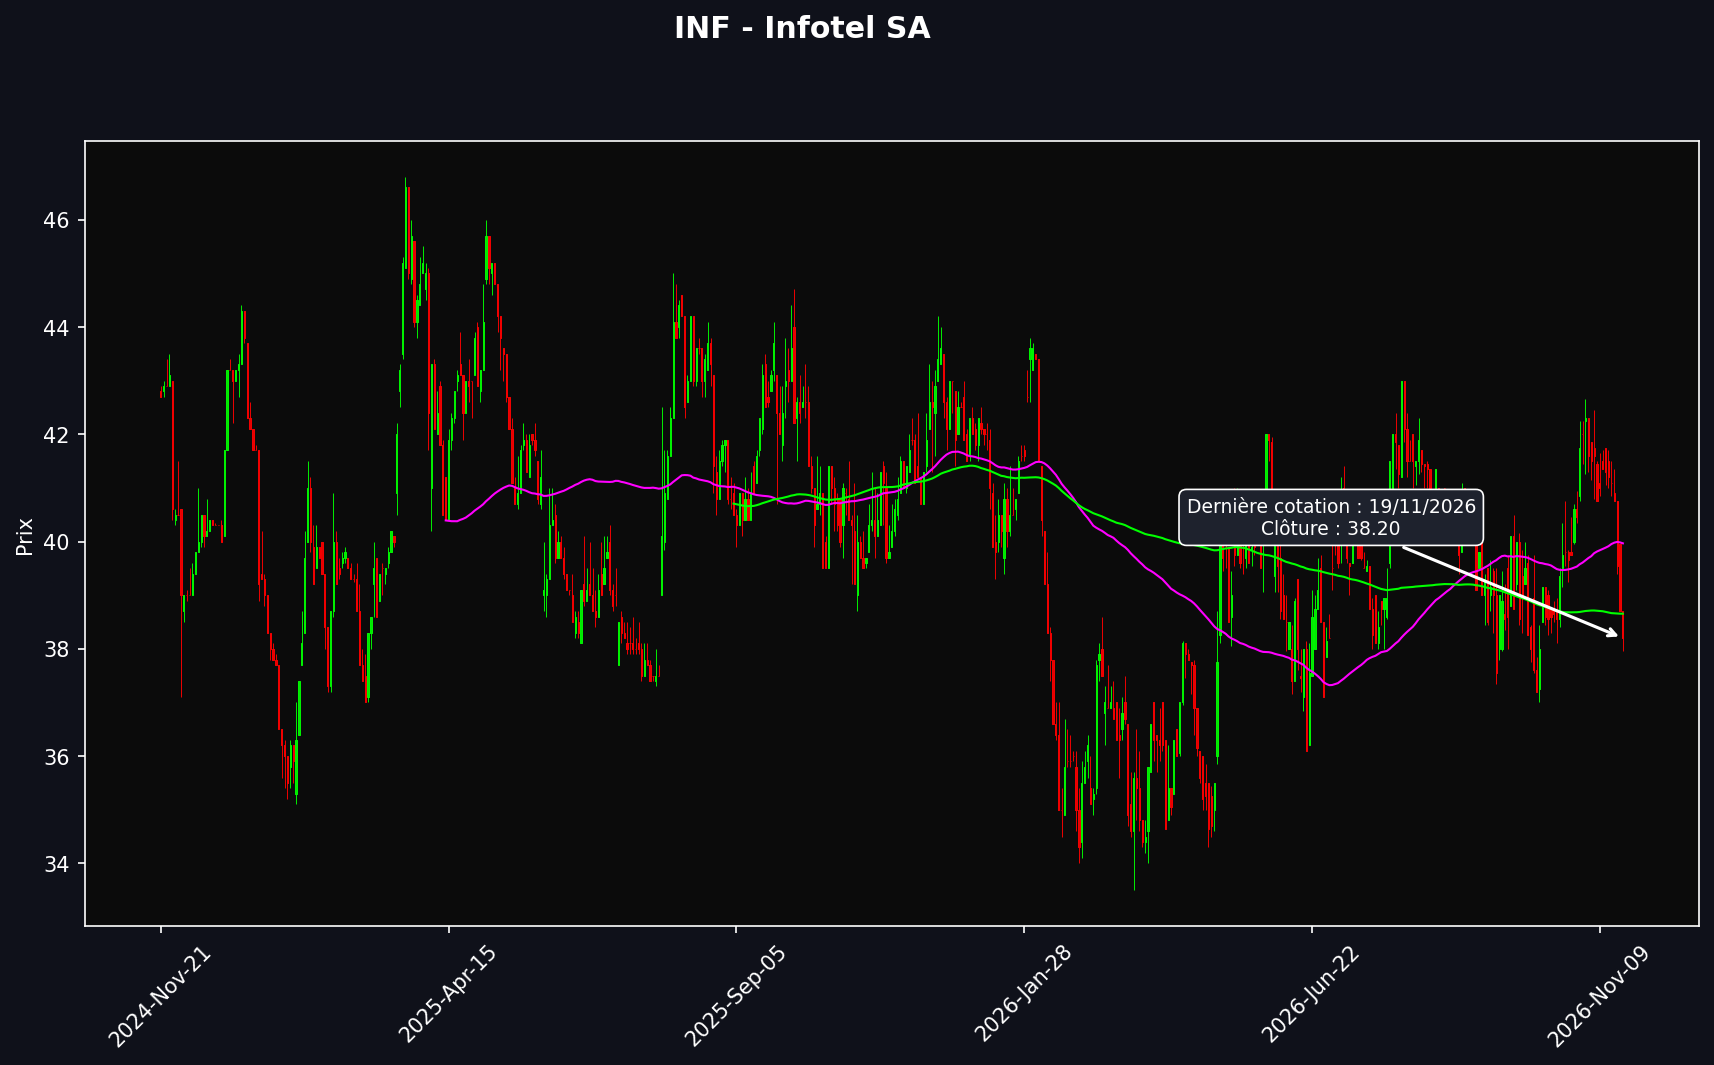 INF - Infotel SA
Prix
46
44
42
40
38
36
34
Dernière cotation : 19/11/2026
Clôture : 38.20
2024-Nov-21
2025-Apr-15
2025-Sep-05
2026-Jan-28
2026-Jun-22
2026-Nov-09